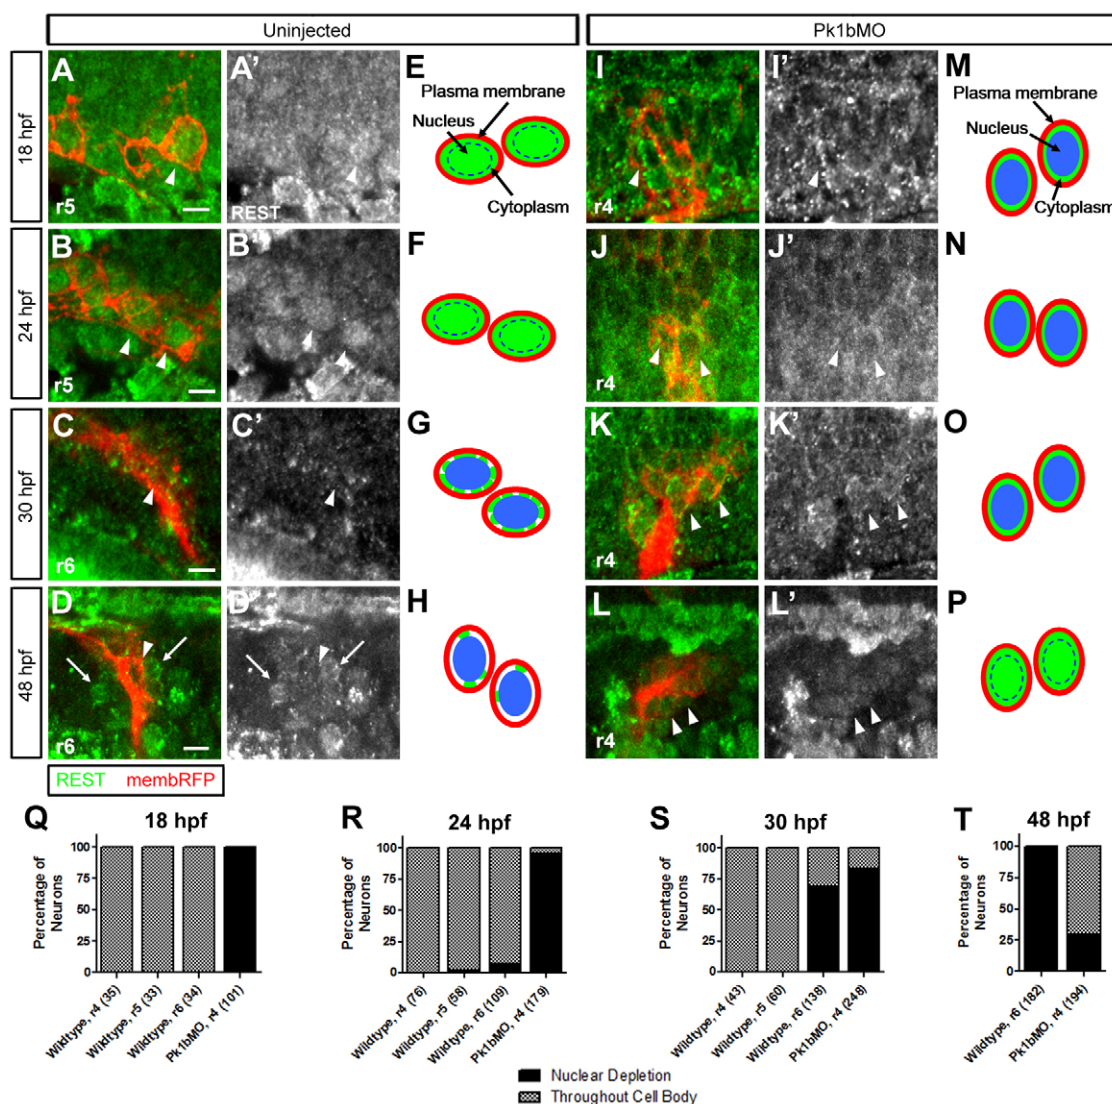 Uninjected
Pk1bMO
18 hpf
A
r5
A'
REST
E
Plasma membrane
Nucleus
Cytoplasm
I
r4
I'
M
Plasma membrane
Nucleus
Cytoplasm
24 hpf
B
r5
B'
F
J
r4
J'
N
30 hpf
C
r6
C'
G
K
r4
K'
O
48 hpf
D
r6
D'
H
L
r4
L'
P
REST membRFP
Q
18 hpf
Percentage of
Neurons
100
75
50
25
0
Wildtype, r4 (35)
Wildtype, r5 (33)
Wildtype, r6 (34)
Pk1bMO, r4 (101)
R
24 hpf
Percentage of
Neurons
100
75
50
25
0
Wildtype, r4 (76)
Wildtype, r5 (58)
Wildtype, r6 (109)
Pk1bMO, r4 (179)
S
30 hpf
Percentage of
Neurons
100
75
50
25
0
Wildtype, r4 (43)
Wildtype, r5 (60)
Wildtype, r6 (138)
Pk1bMO, r4 (248)
T
48 hpf
Percentage of
Neurons
100
75
50
25
0
Wildtype, r6 (182)
Pk1bMO, r4 (194)
Nuclear Depletion
Throughout Cell Body